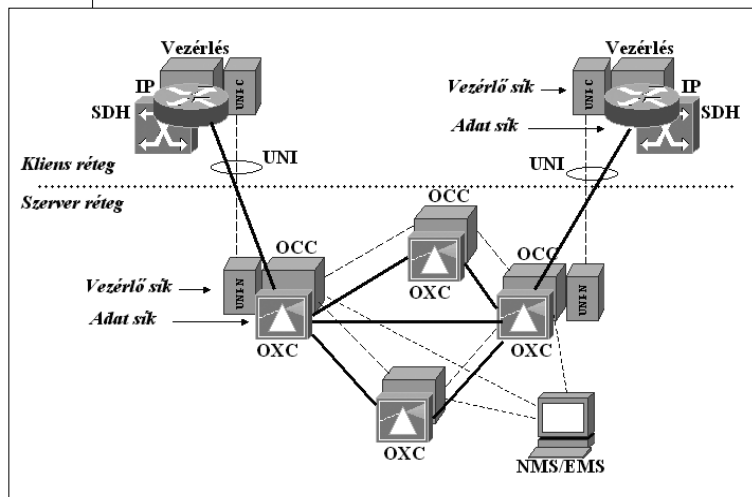 Vezérlés
Vezérlés
IP
UNI-C
Vezérlő sík
UNI-C
IP
SDH
Adat sík
SDH
Kliens réteg
UNI
UNI
Szerver réteg
OCC
OCC
OCC
Vezérlő sík
UNI-N
OXC
UNI-N
Adat sík
OXC
OXC
OXC
NMS/EMS